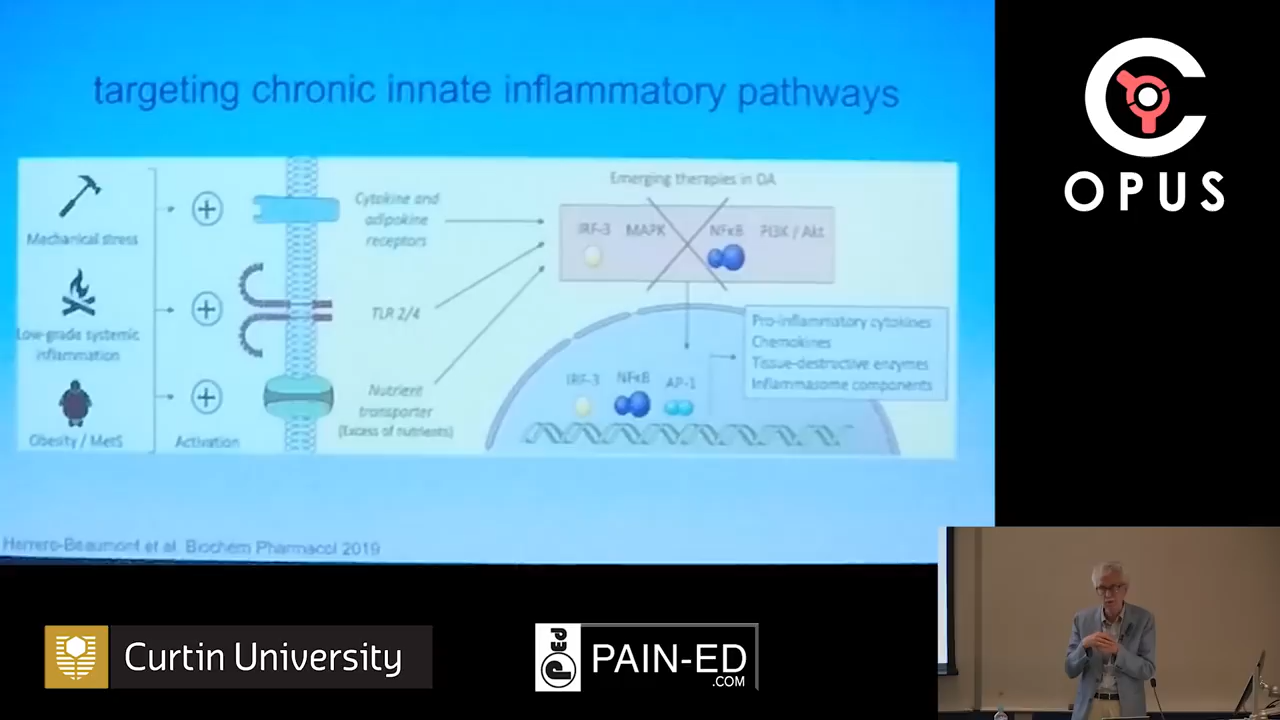 targeting chronic innate inflammatory pathways
Mechanical stress
Low-grade systemic
inflammation
Obesity / MetS
Activation
Cytokine and
adipokine
receptors
TLR 2/4
Nutrient
transporter
(Excess of nutrients)
Emerging therapies in OA
IRF-3 MAPK NFκB PI3K / Akt
Pro-inflammatory cytokines
Chemokines
Tissue-destructive enzymes
Inflammasome components
IRF-3 NFκB AP-1
Herrero-Beaumont et al. Biochem Pharmacol 2019
OPUS
Curtin University
PAIN-ED
.COM